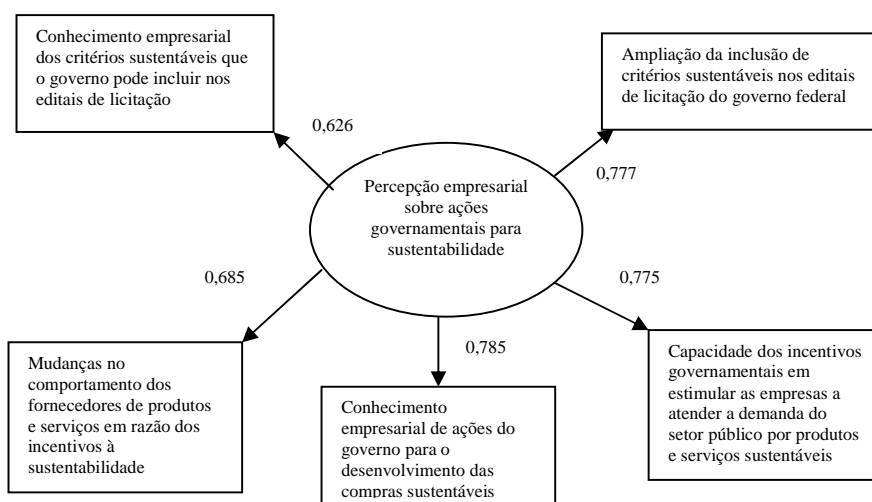 Conhecimento empresarial
dos critérios sustentáveis que
o governo pode incluir nos
editais de licitação
Ampliação da inclusão de
critérios sustentáveis nos editais
de licitação do governo federal
0,626
0,777
Percepção empresarial
sobre ações
governamentais para
sustentabilidade
0,685
0,775
0,785
Mudanças no
comportamento dos
fornecedores de produtos
e serviços em razão dos
incentivos à
sustentabilidade
Conhecimento
empresarial de ações do
governo para o
desenvolvimento das
compras sustentáveis
Capacidade dos incentivos
governamentais em
estimular as empresas a
atender a demanda do
setor público por produtos
e serviços sustentáveis